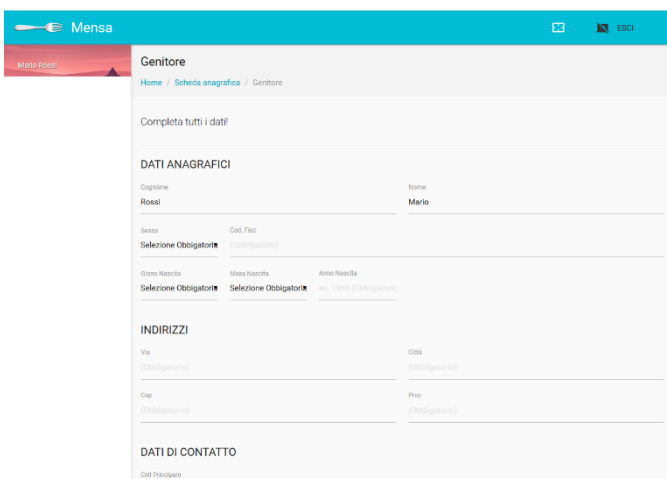 Mensa
ESCI
Mario Rossi
Genitore
Home / Scheda anagrafica / Genitore
Completa tutti i dati!
DATI ANAGRAFICI
Cognome Nome
Rossi Mario
Sesso Cod. Fisc
Selezione Obbligatoria (Obbligatorio)
Giono Nascita Mese Nascita Anno Nascita
Selezione Obbligatoria Selezione Obbligatoria es. 1965 (Obbligatorio
INDIRIZZI
Via Città
(Obbligatorio) (Obbligatorio)
Cap Prov
(Obbligatorio) (Obbligatorio)
DATI DI CONTATTO
Cell Principale